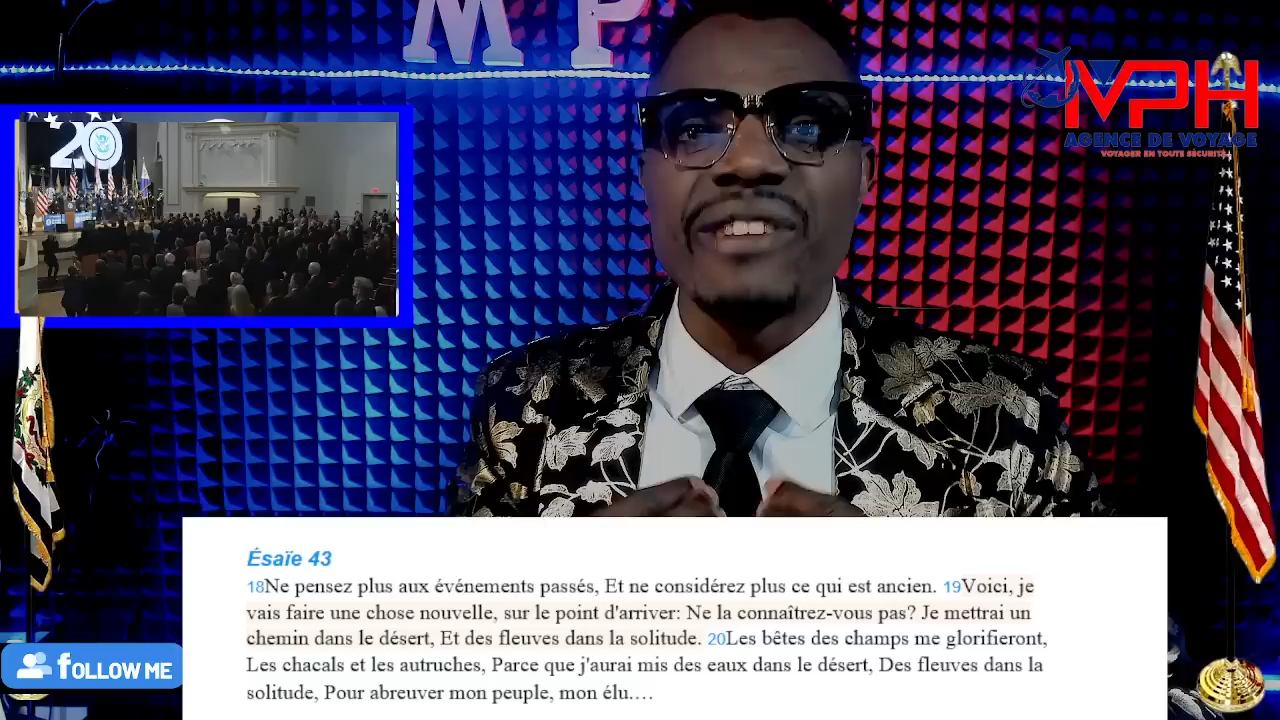 M P
MPH
AGENCE DE VOYAGE
VOYAGER EN TOUTE SÉCURITÉ
20
FOLLOW ME
Ésaïe 43
18Ne pensez plus aux événements passés, Et ne considérez plus ce qui est ancien. 19Voici, je
vais faire une chose nouvelle, sur le point d'arriver: Ne la connaîtrez-vous pas? Je mettrai un
chemin dans le désert, Et des fleuves dans la solitude. 20Les bêtes des champs me glorifieront,
Les chacals et les autruches, Parce que j'aurai mis des eaux dans le désert, Des fleuves dans la
solitude, Pour abreuver mon peuple, mon élu.…